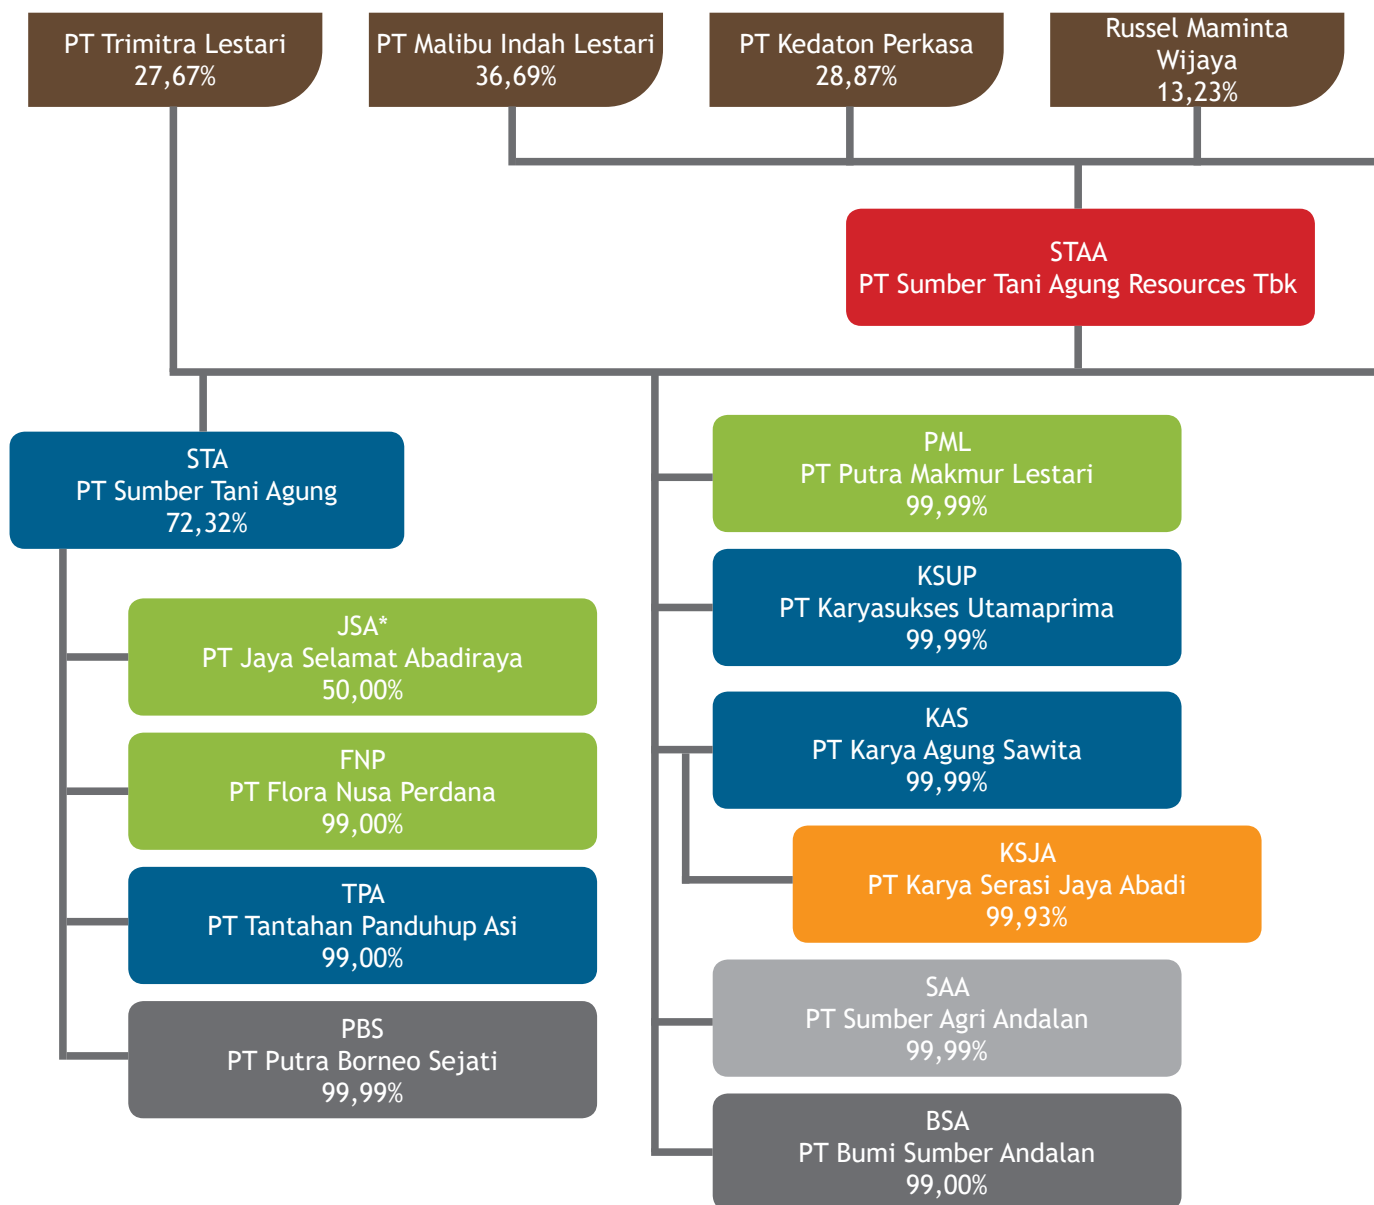 PT Trimitra Lestari
27,67%
PT Malibu Indah Lestari
36,69%
PT Kedaton Perkasa
28,87%
Russel Maminta
Wijaya
13,23%
STAA
PT Sumber Tani Agung Resources Tbk
STA
PT Sumber Tani Agung
72,32%
JSA*
PT Jaya Selamat Abadiraya
50,00%
FNP
PT Flora Nusa Perdana
99,00%
TPA
PT Tantahan Panduhup Asi
99,00%
PBS
PT Putra Borneo Sejati
99,99%
PML
PT Putra Makmur Lestari
99,99%
KSUP
PT Karyasukses Utamaprima
99,99%
KAS
PT Karya Agung Sawita
99,99%
KSJA
PT Karya Serasi Jaya Abadi
99,93%
SAA
PT Sumber Agri Andalan
99,99%
BSA
PT Bumi Sumber Andalan
99,00%